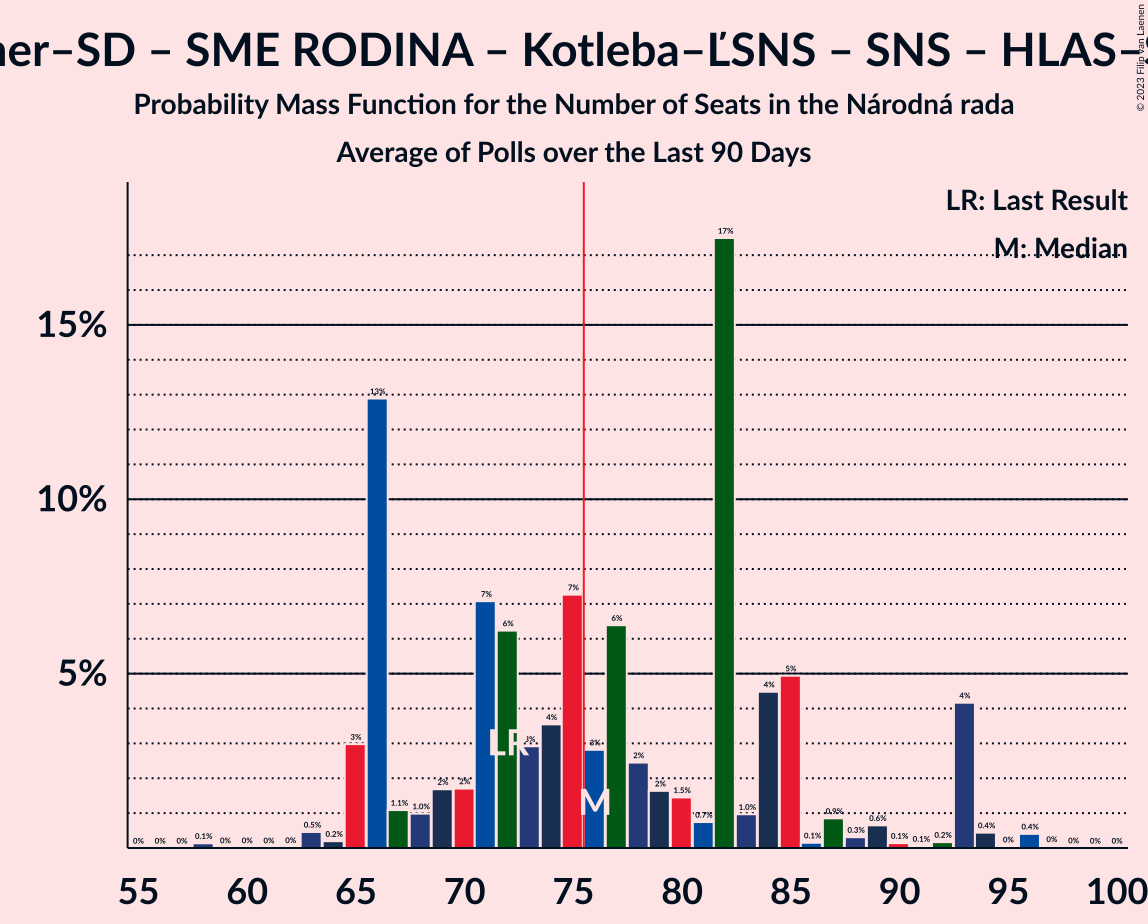 ner–SD – SME RODINA – Kotleba–ĽSNS – SNS – HLAS–
© 2023 Filip van Laenen
Probability Mass Function for the Number of Seats in the Národná rada
Average of Polls over the Last 90 Days
LR: Last Result
M: Median
15%
10%
5%
0% 0% 0% 0.1% 0% 0% 0% 0% 0.5% 0.2% 3% 13% 1.1% 1.0% 2% 2% 7% 6% 3% 4% 7% 3% 6% 2% 2% 1.5% 0.7% 17% 1.0% 4% 5% 0.1% 0.9% 0.3% 0.6% 0.1% 0.1% 0.2% 4% 0.4% 0% 0.4% 0% 0% 0% 0%
LR
M
55 60 65 70 75 80 85 90 95 100